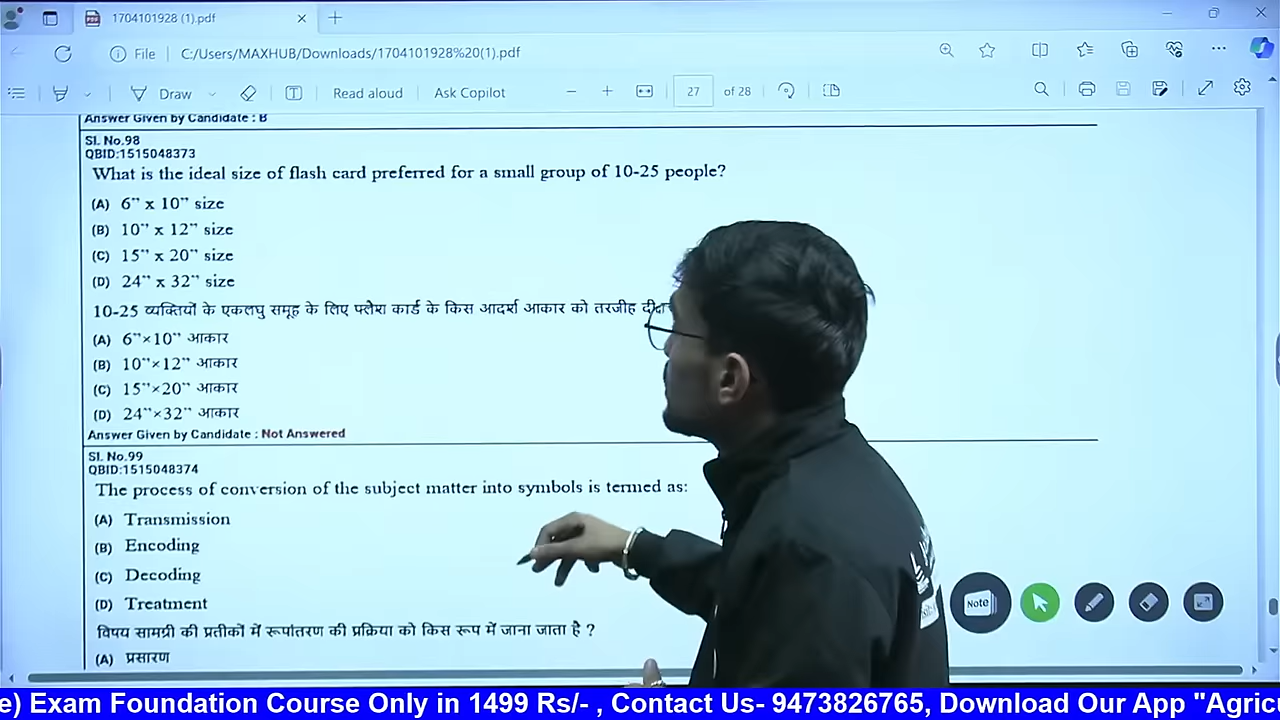 1704101928 (1).pdf
File
C:/Users/MAXHUB/Downloads/1704101928%20(1).pdf
Draw
Read aloud
Ask Copilot
27
of 28
Answer Given by Candidate : B
SI. No.98
QBID:1515048373
What is the ideal size of flash card preferred for a small group of 10-25 people?
(A) 6" x 10" size
(B) 10" x 12" size
(C) 15" x 20" size
(D) 24" x 32" size
10-25 व्यक्तियों के एकलघु समूह के लिए फ्लैश कार्ड के किस आदर्श आकार को तरजीह
(A) 6"×10" आकार
(B) 10"×12" आकार
(C) 15"×20" आकार
(D) 24"×32" आकार
Answer Given by Candidate : Not Answered
SI. No.99
QBID:1515048374
The process of conversion of the subject matter into symbols is termed as:
(A) Transmission
(B) Encoding
(C) Decoding
(D) Treatment
विषय सामग्री की प्रतीकों में रूपांतरण की प्रक्रिया को किस रूप में जाना जाता है ?
(A) प्रसारण
Note
e) Exam Foundation Course Only in 1499 Rs/- , Contact Us- 9473826765, Download Our App "Agric